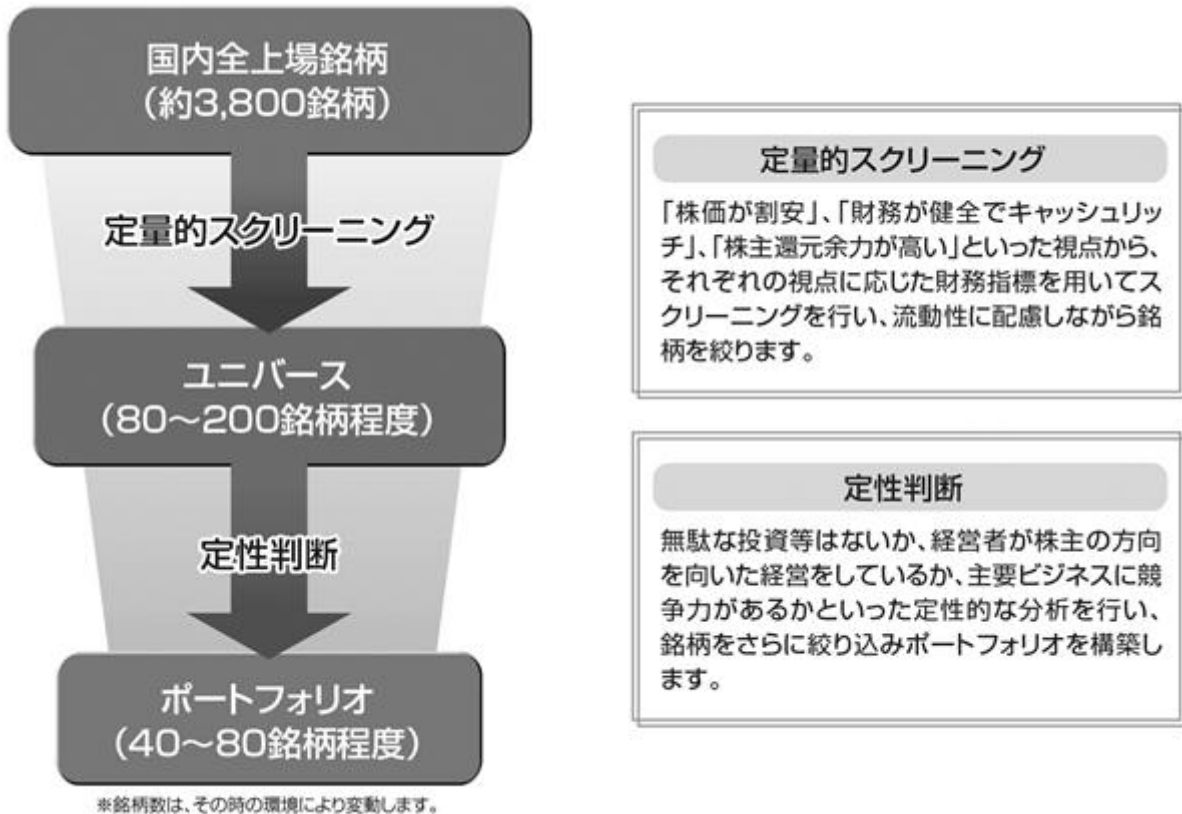 国内全上場銘柄
(約3,800銘柄)
定量的スクリーニング
ユニバース
(80～200銘柄程度)
定性判断
ポートフォリオ
(40～80銘柄程度)
※銘柄数は、その時の環境により変動します。
定量的スクリーニング
「株価が割安」、「財務が健全でキャッシュリッ
チ」、「株主還元余力が高い」といった視点から、
それぞれの視点に応じた財務指標を用いてス
クリーニングを行い、流動性に配慮しながら銘
柄を絞ります。
定性判断
無駄な投資等はないか、経営者が株主の方向
を向いた経営をしているか、主要ビジネスに競
争力があるかといった定性的な分析を行い、
銘柄をさらに絞り込みポートフォリオを構築し
ます。